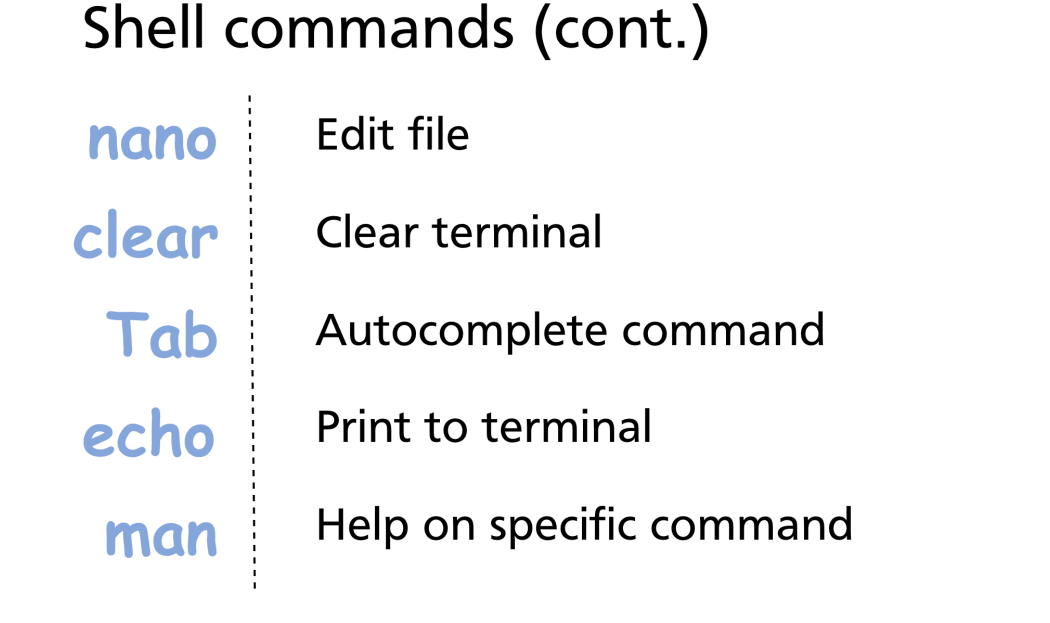 Shell commands (cont.)
nano Edit file
clear Clear terminal
Tab Autocomplete command
echo Print to terminal
man Help on specific command